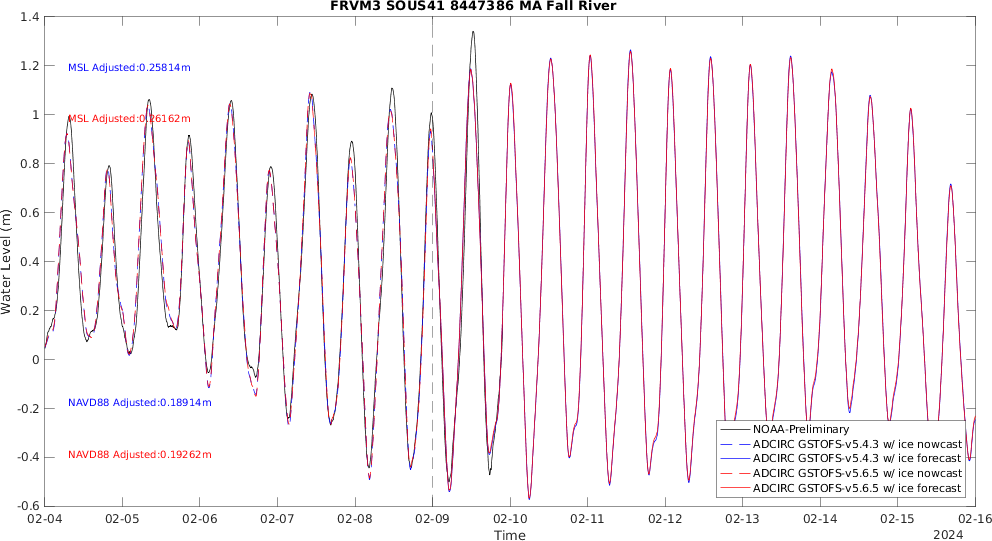 FRVM3 SOUS41 8447386 MA Fall River
1.4
1.2
1
0.8
0.6
0.4
0.2
0
-0.2
-0.4
-0.6
Water Level (m)
MSL Adjusted:0.25814m
MSL Adjusted:0.26162m
NAVD88 Adjusted:0.18914m
NAVD88 Adjusted:0.19262m
NOAA-Preliminary
ADCIRC GSTOFS-v5.4.3 w/ ice nowcast
ADCIRC GSTOFS-v5.4.3 w/ ice forecast
ADCIRC GSTOFS-v5.6.5 w/ ice nowcast
ADCIRC GSTOFS-v5.6.5 w/ ice forecast
02-04 02-05 02-06 02-07 02-08 02-09 02-10 02-11 02-12 02-13 02-14 02-15 02-16
Time
2024